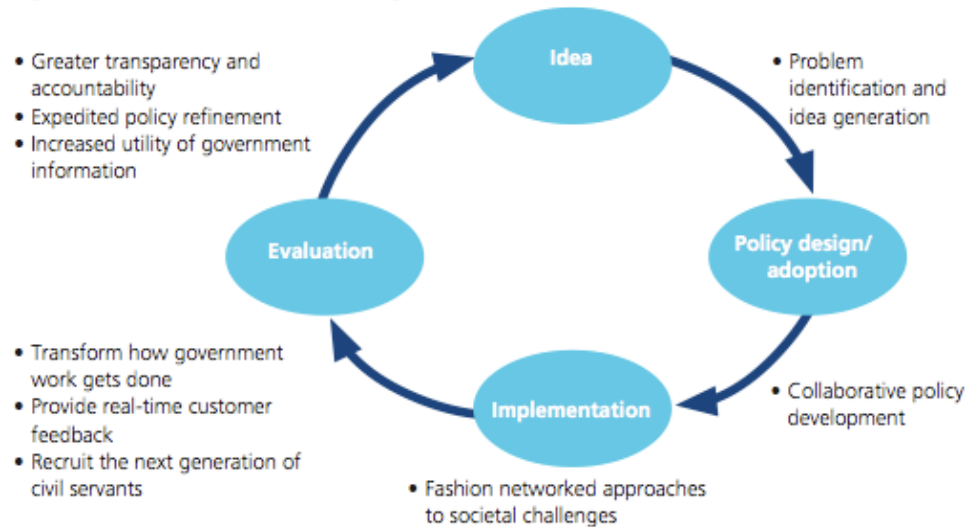 Idea
• Greater transparency and
accountability
• Expedited policy refinement
• Increased utility of government
information
• Problem
identification and
idea generation
Evaluation
Policy design/
adoption
• Transform how government
work gets done
• Provide real-time customer
feedback
• Recruit the next generation of
civil servants
Implementation
• Collaborative policy
development
• Fashion networked approaches
to societal challenges